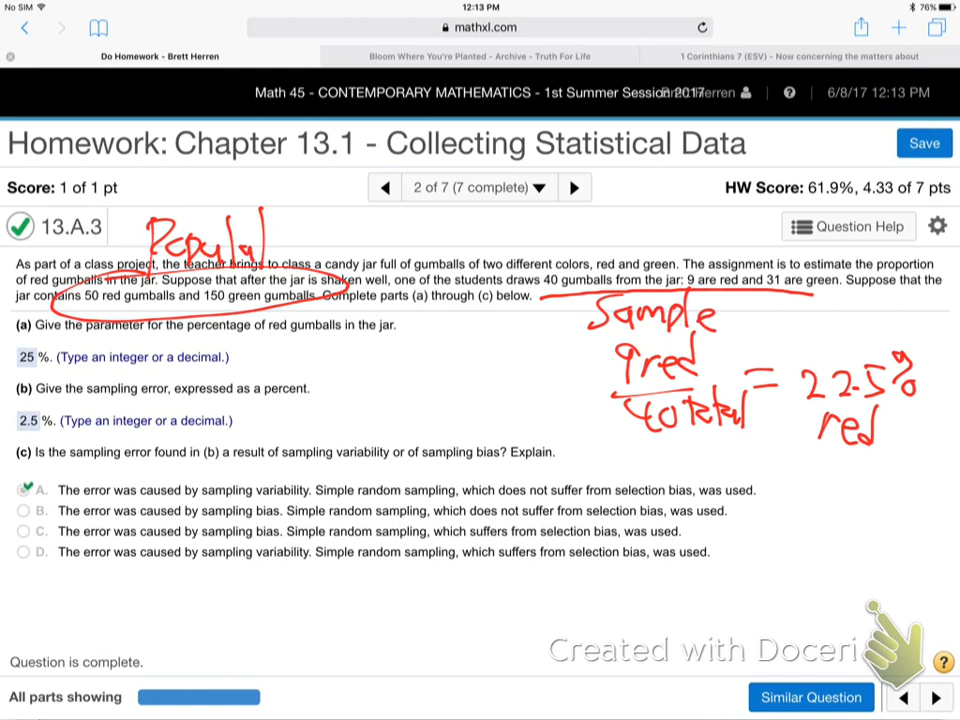 No SIM
12:13 PM
76%
mathxl.com
Do Homework - Brett Herren
Bloom Where You're Planted - Archive - Truth For Life
1 Corinthians 7 (ESV) - Now concerning the matters about
Math 45 - CONTEMPORARY MATHEMATICS - 1st Summer Session 2017
Herren
6/8/17 12:13 PM
Homework: Chapter 13.1 - Collecting Statistical Data
Save
Score: 1 of 1 pt
2 of 7 (7 complete)
HW Score: 61.9%, 4.33 of 7 pts
13.A.3
Question Help
Populat
As part of a class project, the teacher brings to class a candy jar full of gumballs of two different colors, red and green. The assignment is to estimate the proportion
of red gumballs in the jar. Suppose that after the jar is shaken well, one of the students draws 40 gumballs from the jar: 9 are red and 31 are green. Suppose that the
jar contains 50 red gumballs and 150 green gumballs. Complete parts (a) through (c) below.
Sample
(a) Give the parameter for the percentage of red gumballs in the jar.
25 %. (Type an integer or a decimal.)
9 red
40 total
= 22.5%
red
(b) Give the sampling error, expressed as a percent.
2.5 %. (Type an integer or a decimal.)
(c) Is the sampling error found in (b) a result of sampling variability or of sampling bias? Explain.
A. The error was caused by sampling variability. Simple random sampling, which does not suffer from selection bias, was used.
B. The error was caused by sampling bias. Simple random sampling, which does not suffer from selection bias, was used.
C. The error was caused by sampling bias. Simple random sampling, which suffers from selection bias, was used.
D. The error was caused by sampling variability. Simple random sampling, which suffers from selection bias, was used.
Created with Doceri
Question is complete.
?
All parts showing
Similar Question